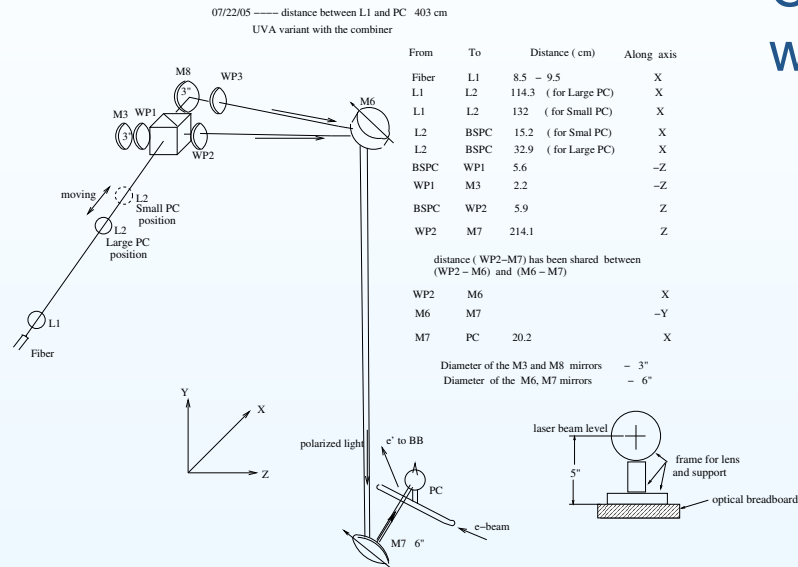 07/22/05 −−−− distance between L1 and PC 403 cm
UVA variant with the combiner
From To Distance ( cm) Along axis
Fiber L1 8.5 − 9.5 X
L1 L2 114.3 ( for Large PC) X
L1 L2 132 ( for Small PC) X
L2 BSPC 15.2 ( for Smal PC) X
L2 BSPC 32.9 ( for Large PC) X
BSPC WP1 5.6 −Z
WP1 M3 2.2 −Z
BSPC WP2 5.9 Z
WP2 M7 214.1 Z
distance ( WP2−M7) has been shared between
(WP2 − M6) and (M6 − M7)
WP2 M6 X
M6 M7 −Y
M7 PC 20.2 X
Diameter of the M3 and M8 mirrors − 3"
Diameter of the M6, M7 mirrors − 6"
M8
3"
WP3
M6
M3 WP1
3"
WP2
moving
L2
Small PC
position
L2
Large PC
position
L1
Fiber
Y
X
Z
polarized light
e' to BB
PC
e−beam
M7 6"
laser beam level
5"
frame for lens
and support
optical breadboard